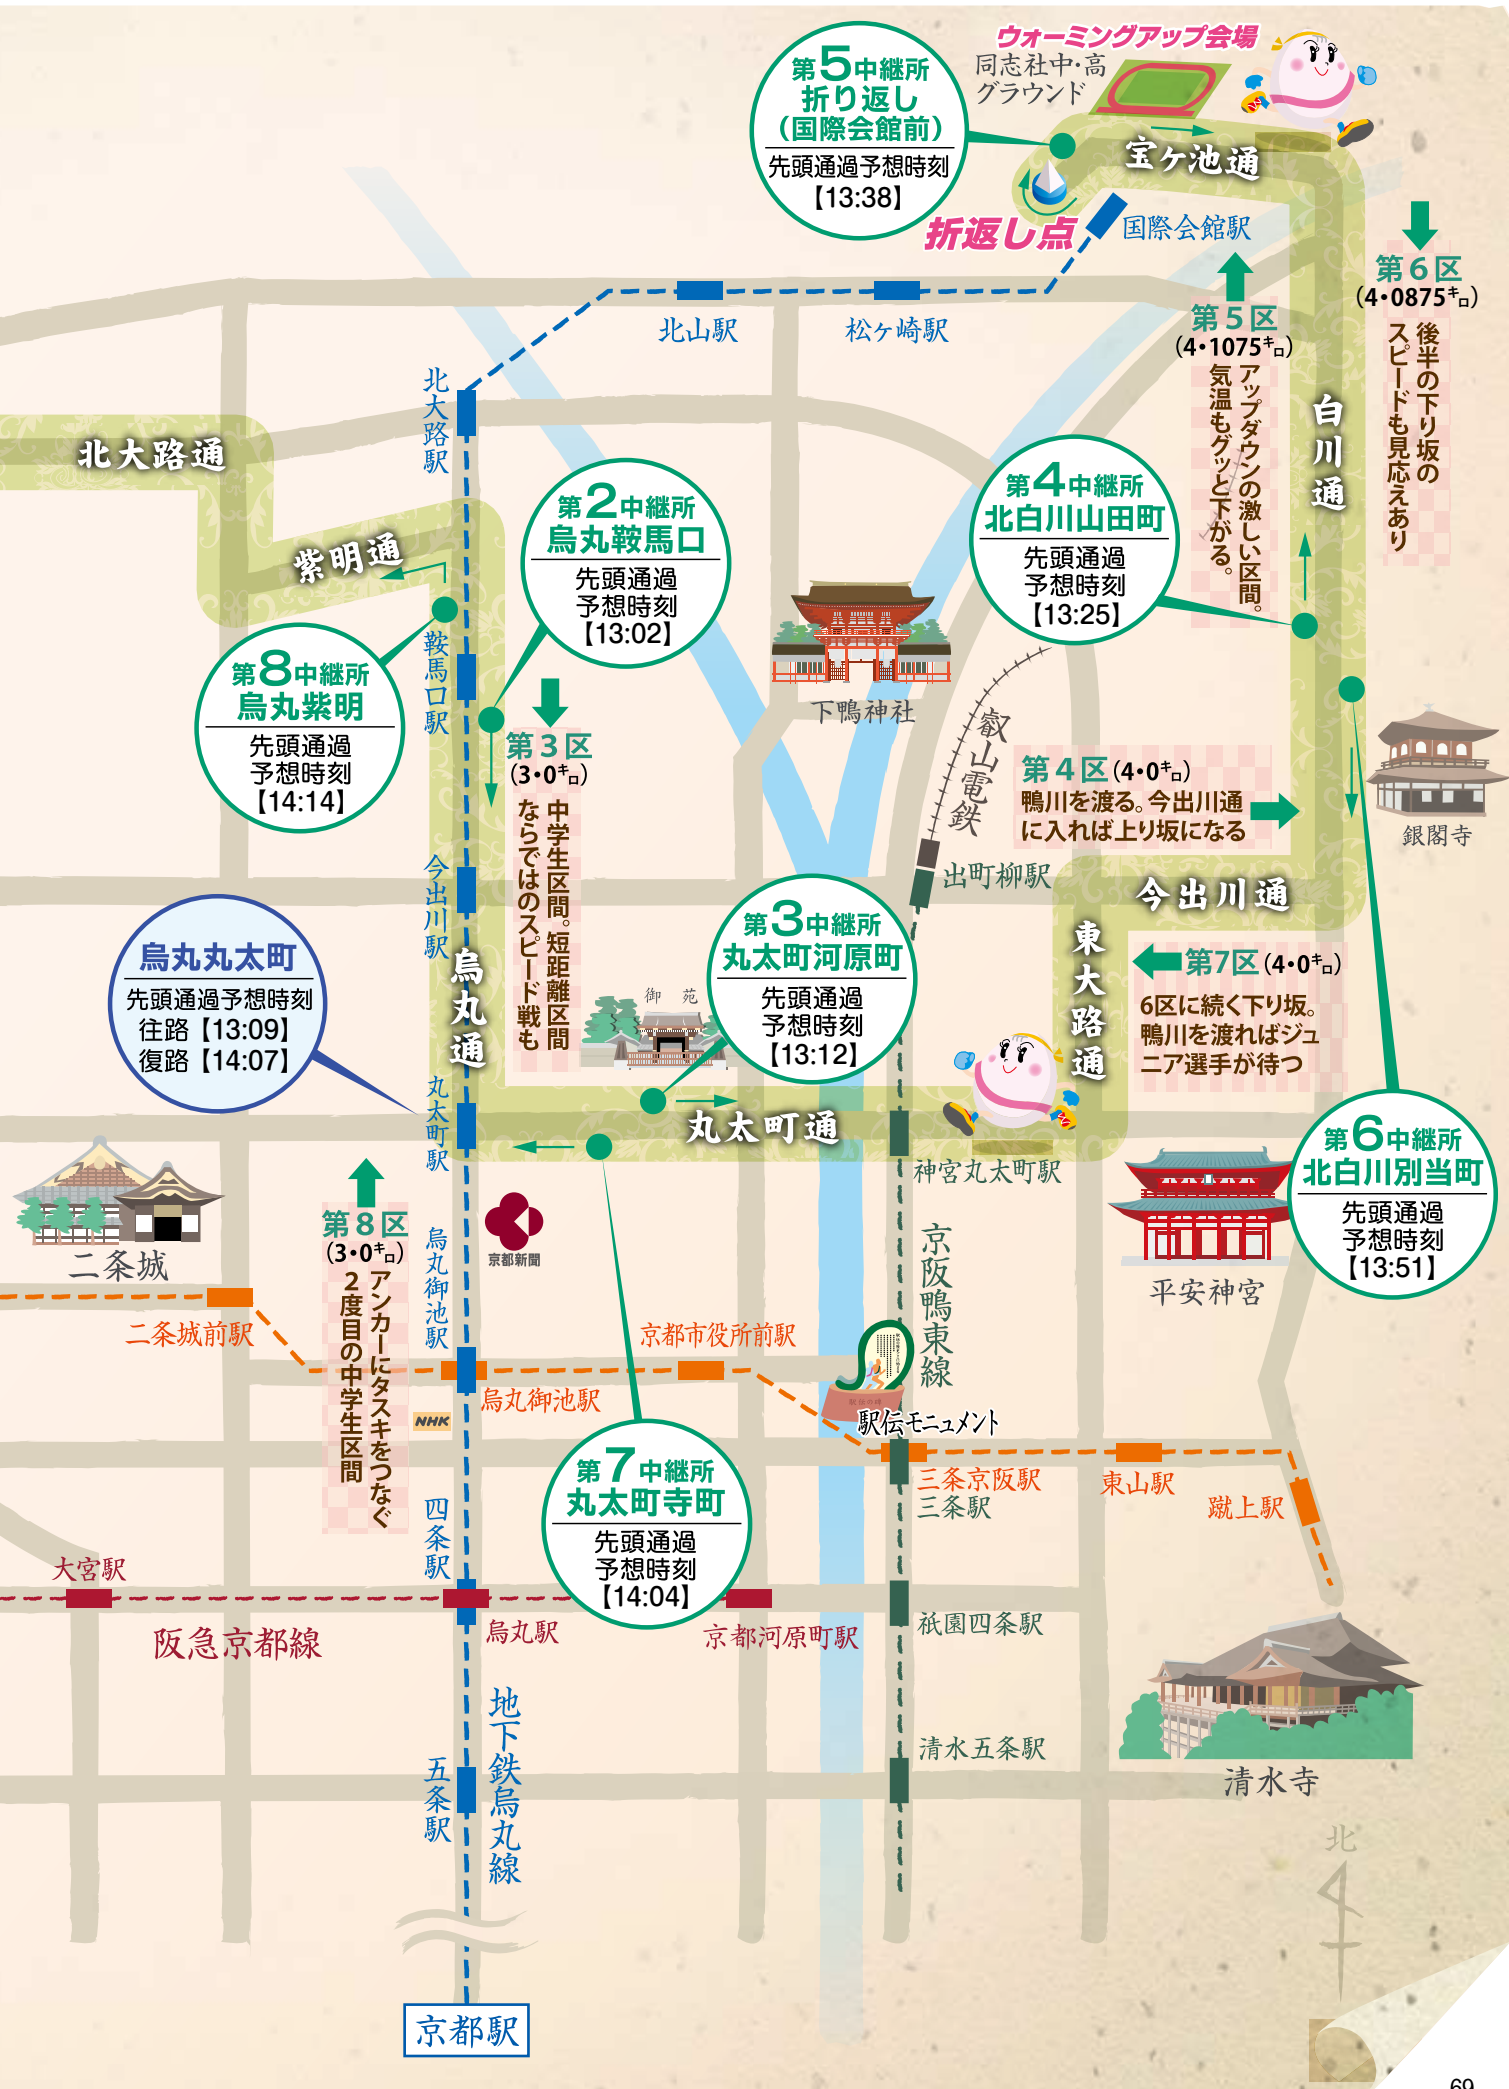 ウォーミングアップ会場
同志社中・高
グラウンド
第5中継所
折り返し
（国際会館前）
先頭通過予想時刻
【13:38】
宝ヶ池通
折返し点
国際会館駅
第6区
（4・0875㌔）
後半の下り坂の
スピードも見応えあり
第5区
（4・1075㌔）
アップダウンの激しい区間。
気温もグッと下がる。
北山駅
松ヶ崎駅
北大路駅
白川通
北大路通
紫明通
第2中継所
烏丸鞍馬口
先頭通過
予想時刻
【13:02】
第4中継所
北白川山田町
先頭通過
予想時刻
【13:25】
第8中継所
烏丸紫明
先頭通過
予想時刻
【14:14】
鞍馬口駅
下鴨神社
第3区
（3・0㌔）
中学生区間。短距離区間
ならではのスピード戦も
叡山電鉄
第4区（4・0㌔）
鴨川を渡る。今出川通
に入れば上り坂になる
銀閣寺
今出川駅
出町柳駅
今出川通
烏丸丸太町
先頭通過予想時刻
往路【13:09】
復路【14:07】
烏丸通
第3中継所
丸太町河原町
先頭通過
予想時刻
【13:12】
御苑
東大路通
第7区（4・0㌔）
6区に続く下り坂。
鴨川を渡ればジュ
ニア選手が待つ
丸太町駅
丸太町通
神宮丸太町駅
第6中継所
北白川別当町
先頭通過
予想時刻
【13:51】
二条城
第8区
（3・0㌔）
アンカーにタスキをつなぐ
2度目の中学生区間
烏丸御池駅
京都新聞
京阪鴨東線
平安神宮
二条城前駅
京都市役所前駅
烏丸御池駅
NHK
駅伝モニュメント
三条京阪駅
三条駅
東山駅
蹴上駅
第7中継所
丸太町寺町
先頭通過
予想時刻
【14:04】
四条駅
大宮駅
阪急京都線
烏丸駅
京都河原町駅
祇園四条駅
地下鉄烏丸線
清水五条駅
五条駅
清水寺
北
京都駅
69